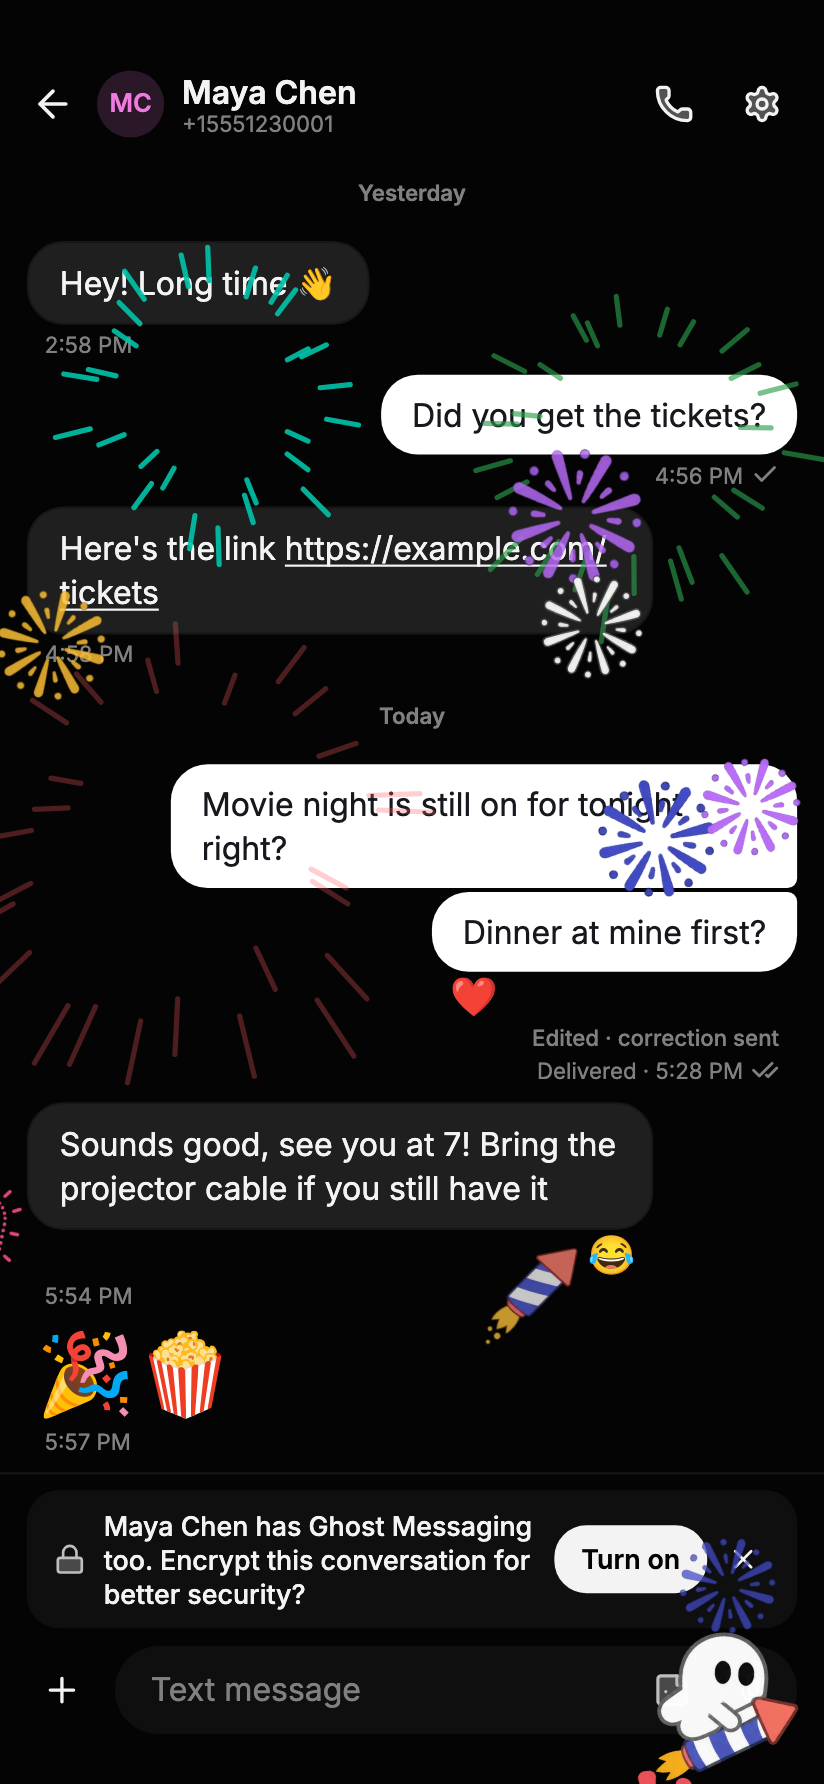 MC
Maya Chen
+15551230001
Yesterday
Hey! Long time 👋
2:58 PM
Did you get the tickets?
4:56 PM
Here's the link https://example.com/
tickets
4:58 PM
Today
Movie night is still on for tonight
right?
Dinner at mine first?
Edited · correction sent
Delivered · 5:28 PM
Sounds good, see you at 7! Bring the
projector cable if you still have it
5:54 PM
5:57 PM
Maya Chen has Ghost Messaging
too. Encrypt this conversation for
better security?
Turn on
Text message